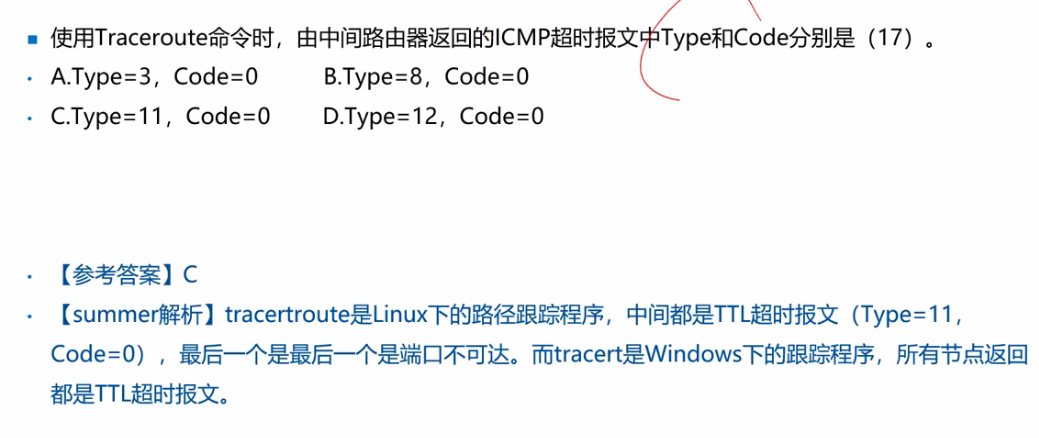 使用Traceroute命令时，由中间路由器返回的ICMP超时报文中Type和Code分别是（17）。
A.Type=3，Code=0 B.Type=8，Code=0
C.Type=11，Code=0 D.Type=12，Code=0
【参考答案】C
【summer解析】tracertroute是Linux下的路径跟踪程序，中间都是TTL超时报文（Type=11，
Code=0），最后一个是最后一个是端口不可达。而tracert是Windows下的跟踪程序，所有节点返回
都是TTL超时报文。